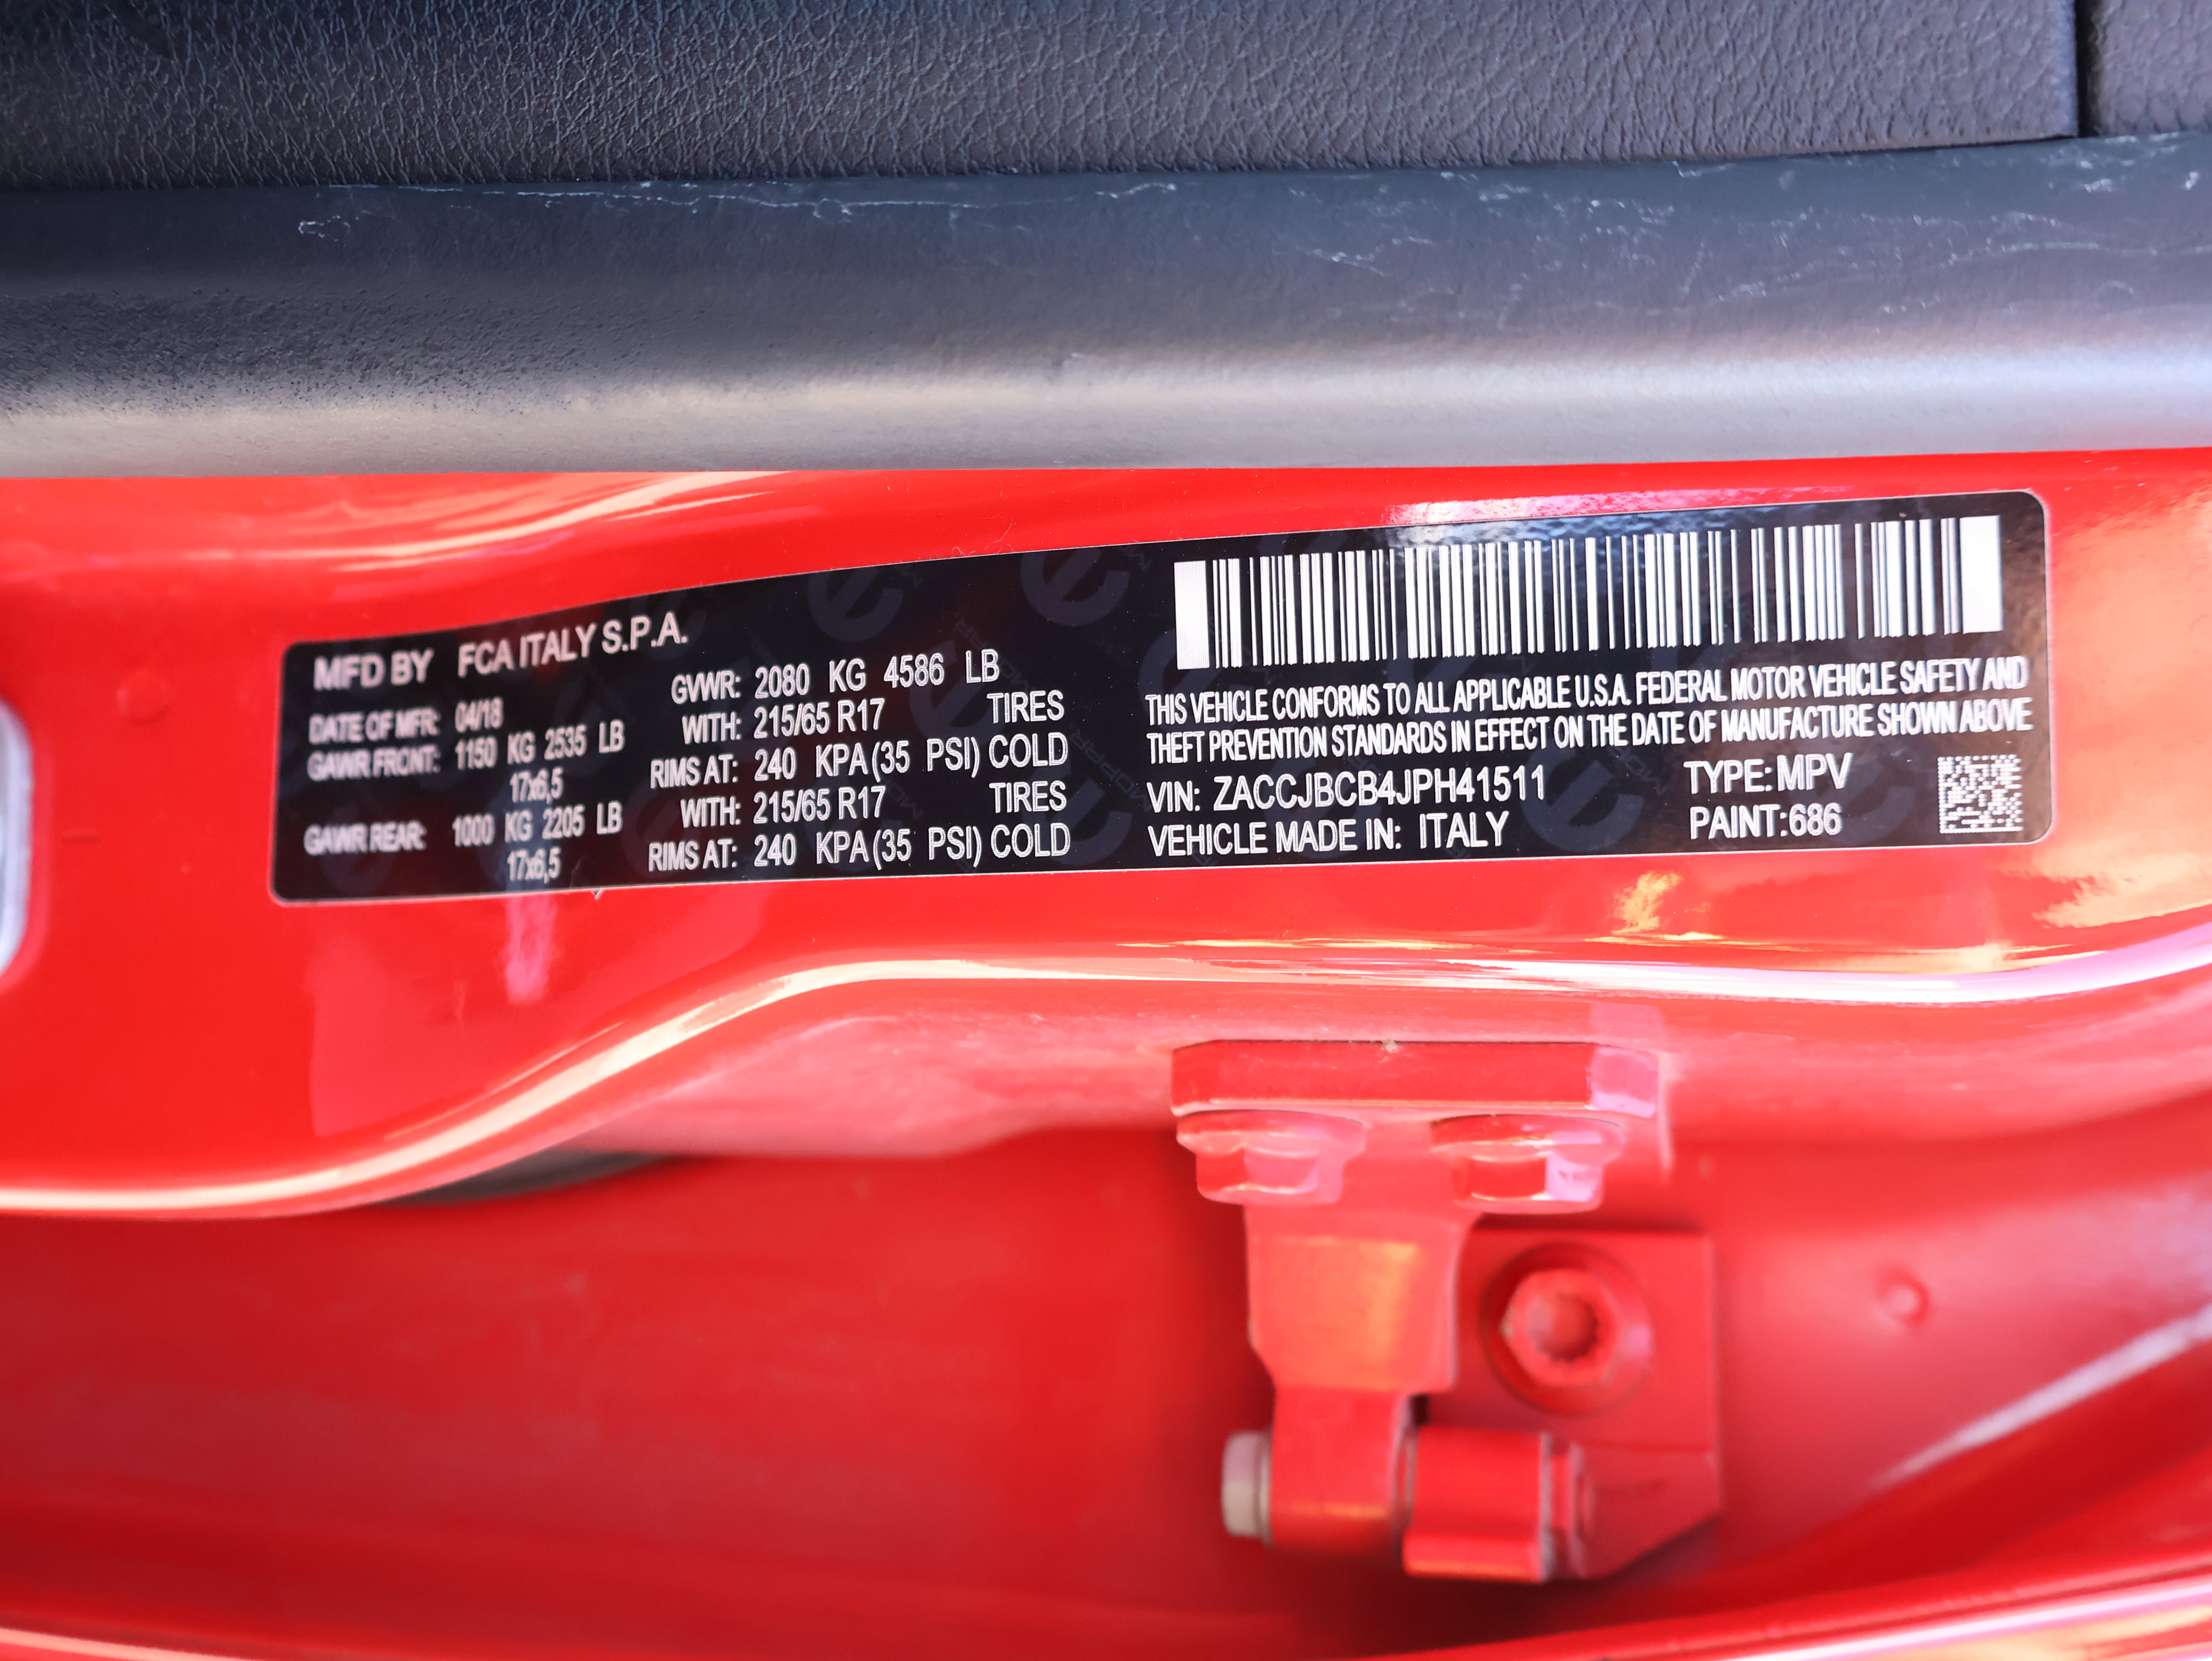 MFD BY FCA ITALY S.P.A.
DATE OF MFR: 04/18 GVWR: 2080 KG 4586 LB
GAWR FRONT: 1150 KG 2535 LB WITH: 215/65 R17 TIRES
17x6,5 RIMS AT: 240 KPA (35 PSI) COLD
GAWR REAR: 1000 KG 2205 LB WITH: 215/65 R17 TIRES
17x6,5 RIMS AT: 240 KPA (35 PSI) COLD
THIS VEHICLE CONFORMS TO ALL APPLICABLE U.S.A. FEDERAL MOTOR VEHICLE SAFETY AND
THEFT PREVENTION STANDARDS IN EFFECT ON THE DATE OF MANUFACTURE SHOWN ABOVE
VIN: ZACCJBCB4JPH41511 TYPE: MPV
VEHICLE MADE IN: ITALY PAINT: 686